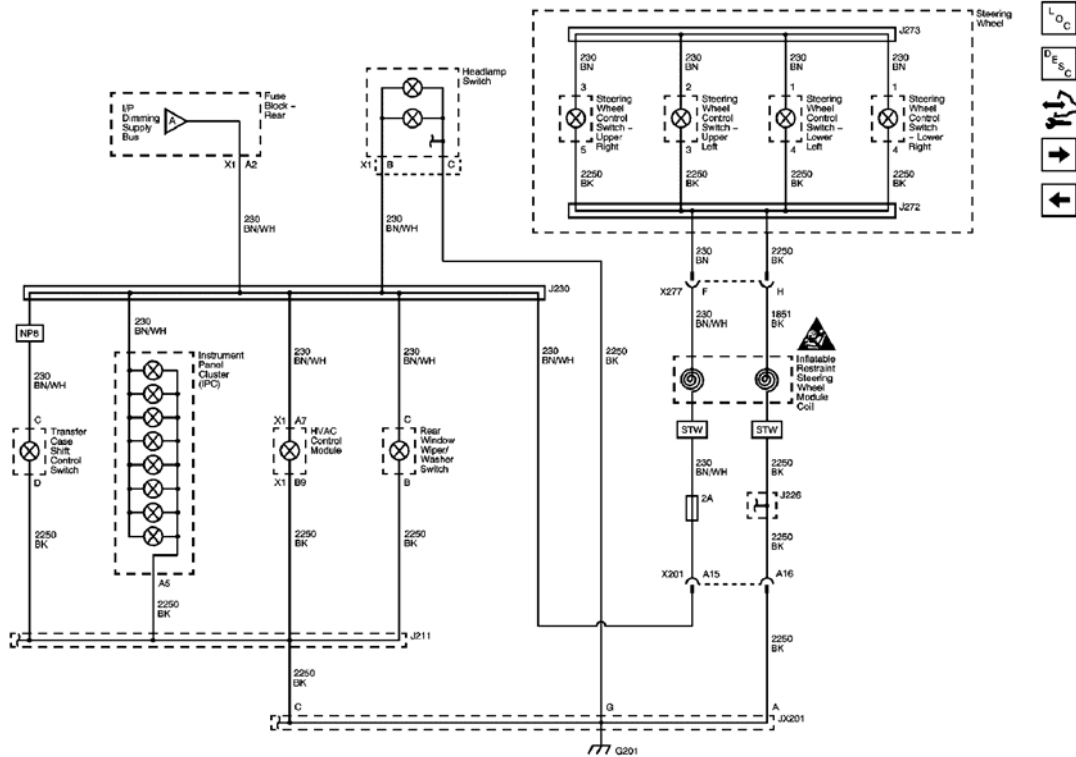 Steering
Wheel
J273
L O C
D E S C
230
BN
230
BN
230
BN
230
BN
3
2
1
1
Steering
Wheel
Control
Switch –
Upper
Right
Steering
Wheel
Control
Switch –
Upper
Left
Steering
Wheel
Control
Switch –
Lower
Left
Steering
Wheel
Control
Switch
– Lower
Right
5
3
4
4
2250
BK
2250
BK
2250
BK
2250
BK
J272
Headlamp
Switch
Fuse
Block –
Rear
I/P
Dimming
Supply
Bus
A
X1
A2
X1
B
C
230
BN/WH
230
BN/WH
230
BN
2250
BK
J230
X277
F
H
NP8
230
BN/WH
230
BN/WH
230
BN/WH
230
BN/WH
230
BN/WH
2250
BK
230
BN/WH
1851
BK
Instrument
Panel
Cluster
(IPC)
Inflatable
Restraint
Steering
Wheel
Module
Coil
C
Transfer
Case
Shift
Control
Switch
D
X1
A7
HVAC
Control
Module
X1
B9
C
Rear
Window
Wiper/
Washer
Switch
B
STW
STW
230
BN/WH
2250
BK
2A
J226
2250
BK
2250
BK
2250
BK
2250
BK
X201
A15
A16
A5
2250
BK
J211
2250
BK
2250
BK
C
G
A
JX201
G201